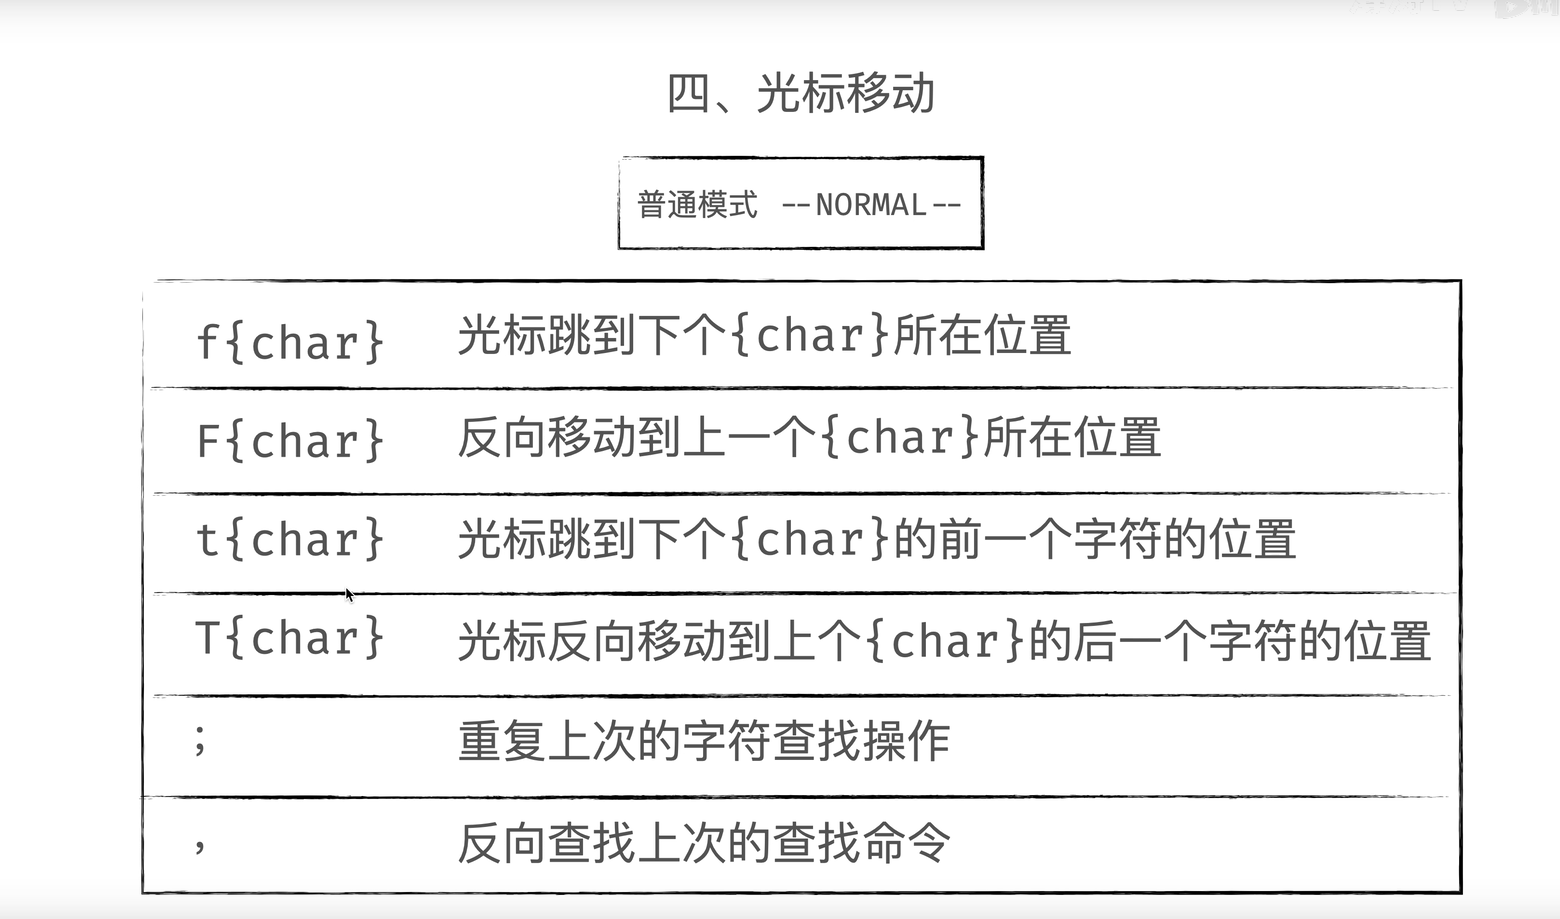 四、光标移动
普通模式 --NORMAL--
f{char} 光标跳到下个{char}所在位置
F{char} 反向移动到上一个{char}所在位置
t{char} 光标跳到下个{char}的前一个字符的位置
T{char} 光标反向移动到上个{char}的后一个字符的位置
; 重复上次的字符查找操作
, 反向查找上次的查找命令